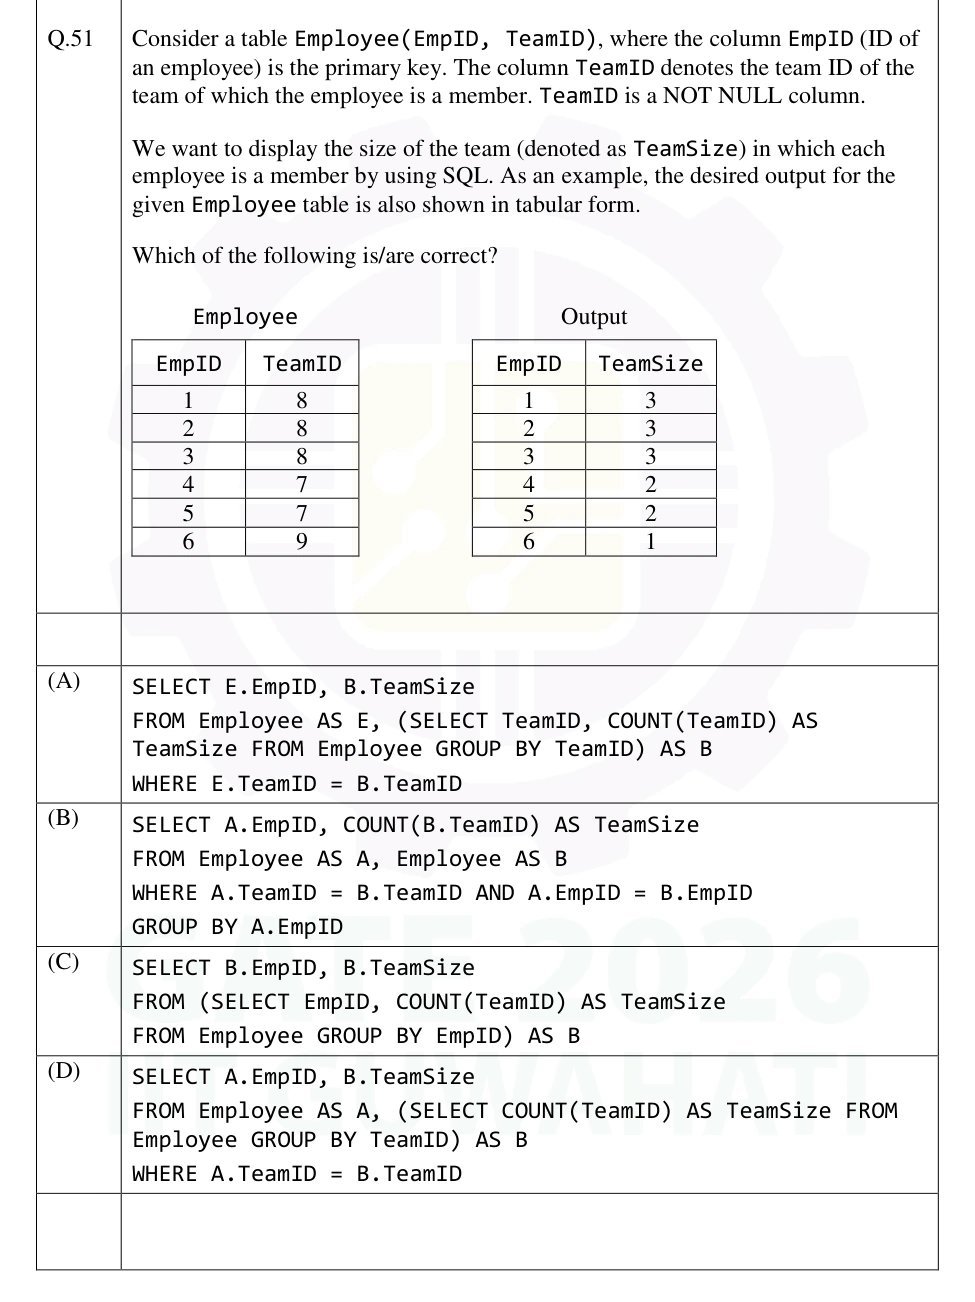 Q.51 Consider a table Employee(EmpID, TeamID), where the column EmpID (ID of
an employee) is the primary key. The column TeamID denotes the team ID of the
team of which the employee is a member. TeamID is a NOT NULL column.
We want to display the size of the team (denoted as TeamSize) in which each
employee is a member by using SQL. As an example, the desired output for the
given Employee table is also shown in tabular form.
Which of the following is/are correct?
Employee
EmpID TeamID
1 8
2 8
3 8
4 7
5 7
6 9
Output
EmpID TeamSize
1 3
2 3
3 3
4 2
5 2
6 1
(A) SELECT E.EmpID, B.TeamSize
FROM Employee AS E, (SELECT TeamID, COUNT(TeamID) AS
TeamSize FROM Employee GROUP BY TeamID) AS B
WHERE E.TeamID = B.TeamID
(B) SELECT A.EmpID, COUNT(B.TeamID) AS TeamSize
FROM Employee AS A, Employee AS B
WHERE A.TeamID = B.TeamID AND A.EmpID = B.EmpID
GROUP BY A.EmpID
(C) SELECT B.EmpID, B.TeamSize
FROM (SELECT EmpID, COUNT(TeamID) AS TeamSize
FROM Employee GROUP BY EmpID) AS B
(D) SELECT A.EmpID, B.TeamSize
FROM Employee AS A, (SELECT COUNT(TeamID) AS TeamSize FROM
Employee GROUP BY TeamID) AS B
WHERE A.TeamID = B.TeamID
GATE 2026
IIT GUWAHATI